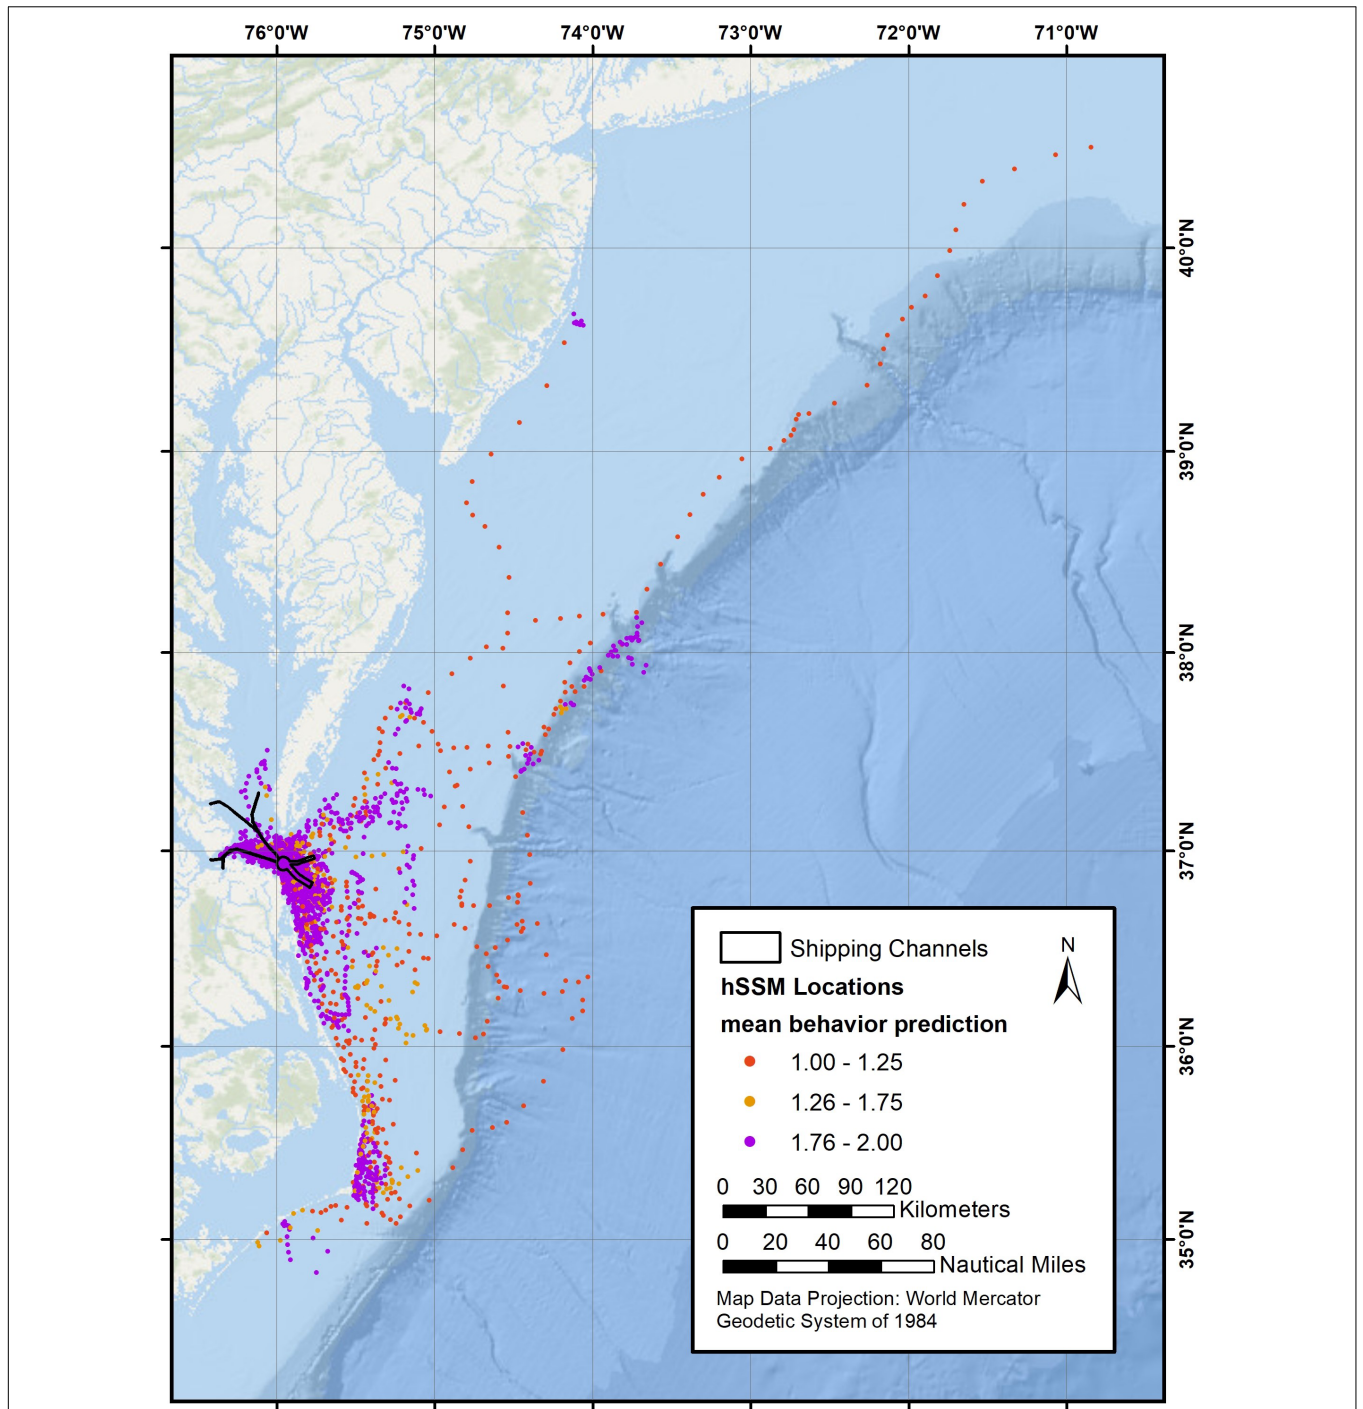 76°0'W 75°0'W 74°0'W 73°0'W 72°0'W 71°0'W
40°0'N
39°0'N
38°0'N
37°0'N
36°0'N
35°0'N
Shipping Channels
N
hSSM Locations
mean behavior prediction
1.00 - 1.25
1.26 - 1.75
1.76 - 2.00
0 30 60 90 120
Kilometers
0 20 40 60 80
Nautical Miles
Map Data Projection: World Mercator
Geodetic System of 1984